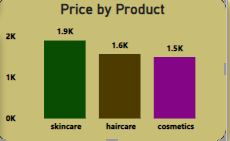 Price by Product
2K
1.9K
1.6K
1.5K
1K
0K
skincare haircare cosmetics